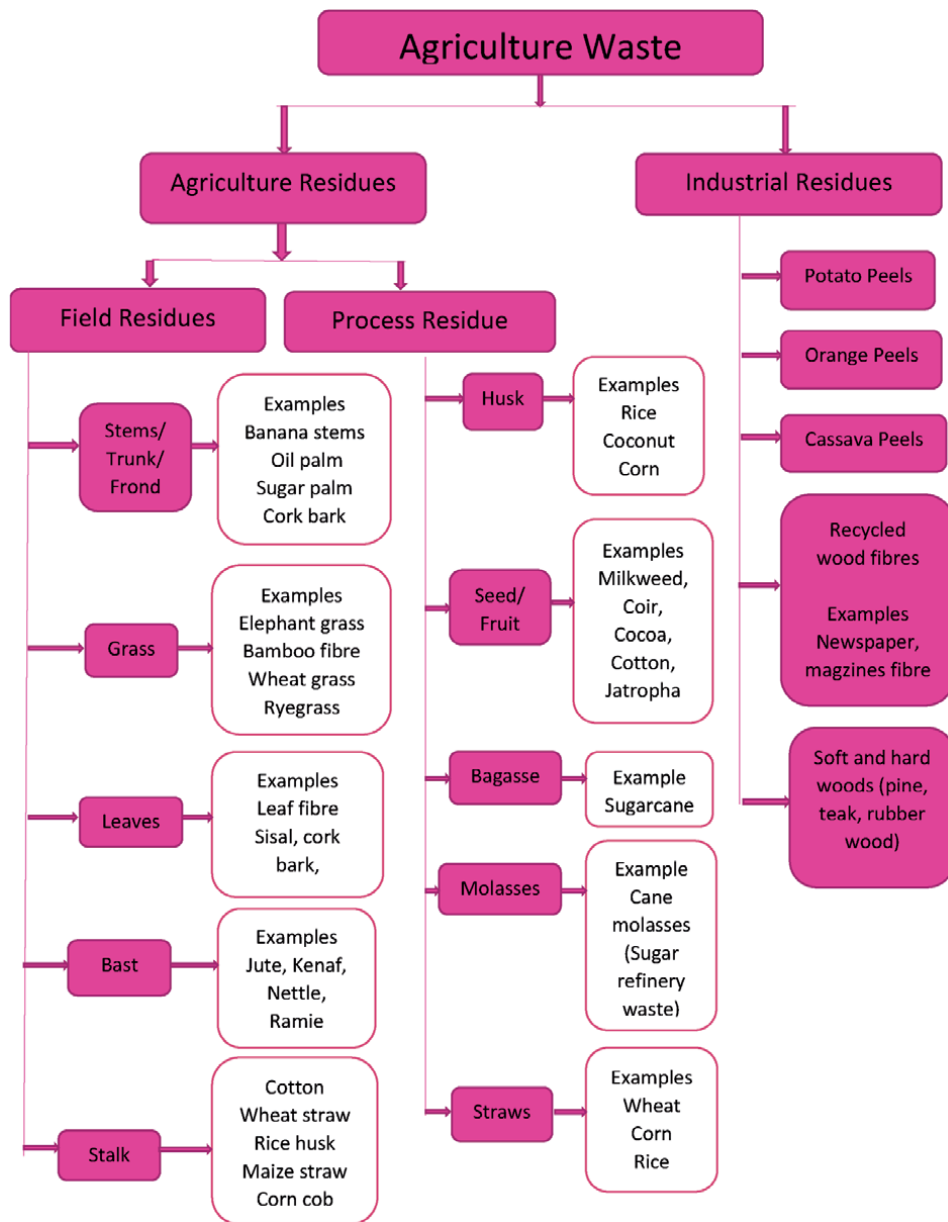 Agriculture Waste
Agriculture Residues
Industrial Residues
Field Residues
Process Residue
Stems/
Trunk/
Frond
Examples
Banana stems
Oil palm
Sugar palm
Cork bark
Grass
Examples
Elephant grass
Bamboo fibre
Wheat grass
Ryegrass
Leaves
Examples
Leaf fibre
Sisal, cork
bark,
Bast
Examples
Jute, Kenaf,
Nettle,
Ramie
Stalk
Cotton
Wheat straw
Rice husk
Maize straw
Corn cob
Husk
Examples
Rice
Coconut
Corn
Seed/
Fruit
Examples
Milkweed,
Coir,
Cocoa,
Cotton,
Jatropha
Bagasse
Example
Sugarcane
Molasses
Example
Cane
molasses
(Sugar
refinery
waste)
Straws
Examples
Wheat
Corn
Rice
Potato Peels
Orange Peels
Cassava Peels
Recycled
wood fibres
Examples
Newspaper,
magzines fibre
Soft and hard
woods (pine,
teak, rubber
wood)